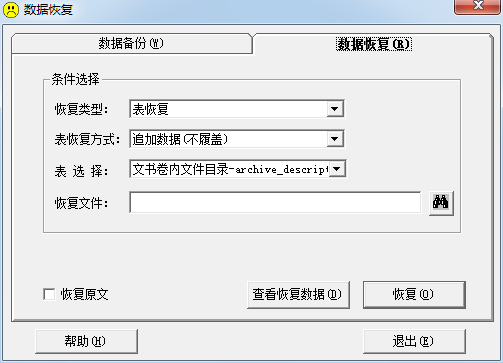 数据恢复
数据备份(W)
数据恢复(R)
条件选择
恢复类型：
表恢复
表恢复方式：
追加数据(不履盖)
表 选 择：
文书卷内文件目录-archive_descript
恢复文件：
恢复原文
查看恢复数据(D)
恢复(O)
帮助(H)
退出(E)